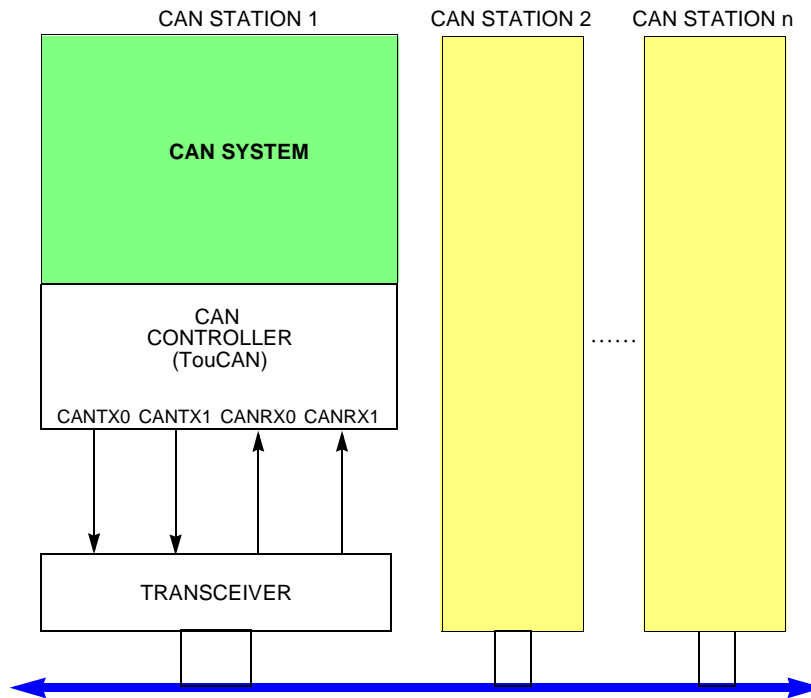 CAN STATION 1
CAN STATION 2
CAN STATION n
CAN SYSTEM
CAN
CONTROLLER
(TouCAN)
......
CANTX0 CANTX1 CANRX0 CANRX1
TRANSCEIVER